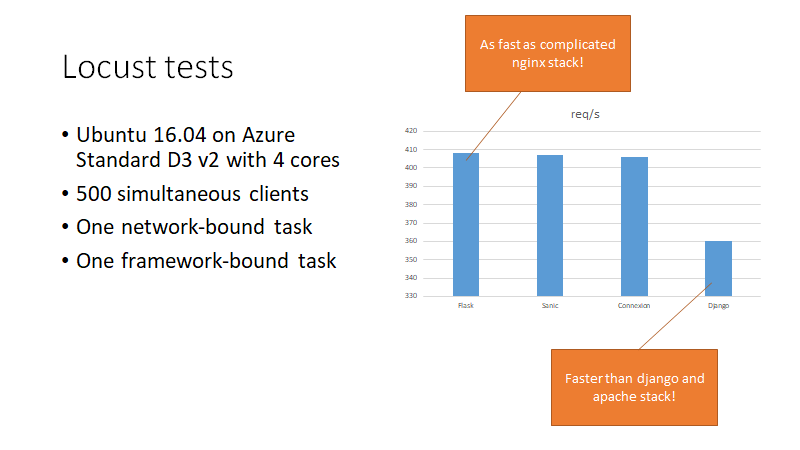 Locust tests
• Ubuntu 16.04 on Azure
Standard D3 v2 with 4 cores
• 500 simultaneous clients
• One network-bound task
• One framework-bound task
As fast as complicated
nginx stack!
req/s
420
410
400
390
380
370
360
350
340
330
Flask Sanic Connexion Django
Faster than django and
apache stack!